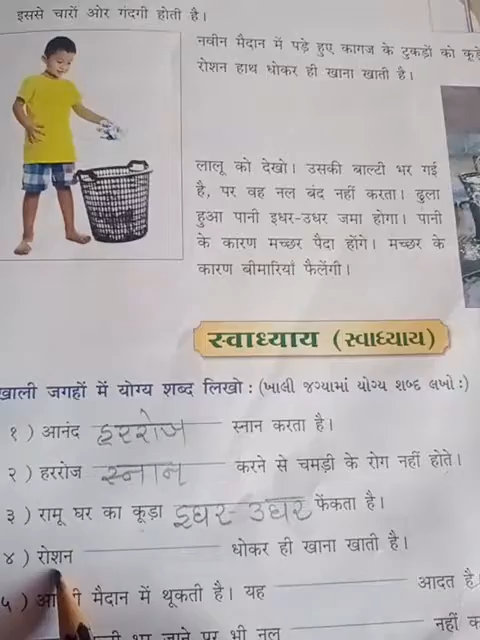 इससे चारों ओर गंदगी होती है।
नवीन मैदान में पड़े हुए कागज के टुकड़ों को
रोशन हाथ धोकर ही खाना खाती है।
लालू को देखो। उसकी बाल्टी भर गई
है, पर वह नल बंद नहीं करता। ढुला
हुआ पानी इधर-उधर जमा होगा। पानी
के कारण मच्छर पैदा होंगे। मच्छर के
कारण बीमारियाँ फैलेंगी।
स्वाध्याय (સ્વાધ્યાય)
खाली जगहों में योग्य शब्द लिखो : (ખાલી જગ્યામાં યોગ્ય શબ્દ લખો :)
१ ) आनंद हररोज स्नान करता है।
२ ) हररोज स्नान करने से चमड़ी के रोग नहीं होते।
३ ) रामू घर का कूड़ा इधर-उधर फेंकता है।
४ ) रोशन धोकर ही खाना खाती है।
५ ) मैदान में थूकती है। यह आदत है
पर भी नल नहीं